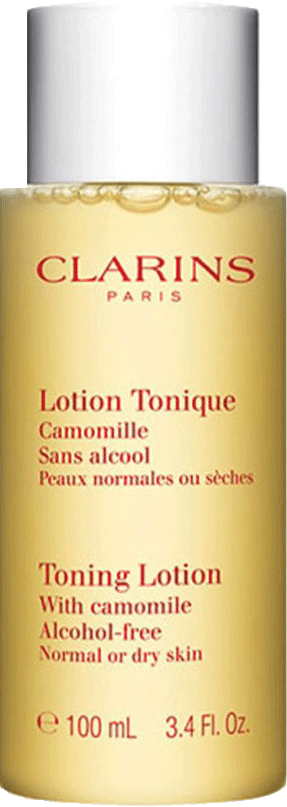 CLARINS
PARIS
Lotion Tonique
Camomille
Sans alcool
Peaux normales ou sèches
Toning Lotion
With camomile
Alcohol-free
Normal or dry skin
℮ 100 mL 3.4 Fl. Oz.